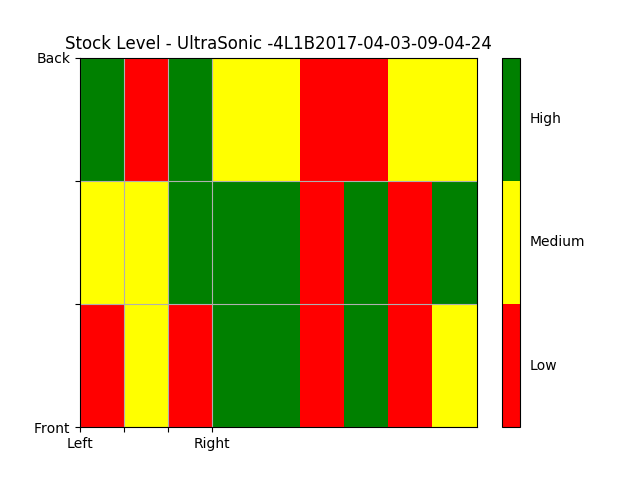 Stock Level - UltraSonic -4L1B2017-04-03-09-04-24
Back
High
Medium
Low
Front
Left
Right